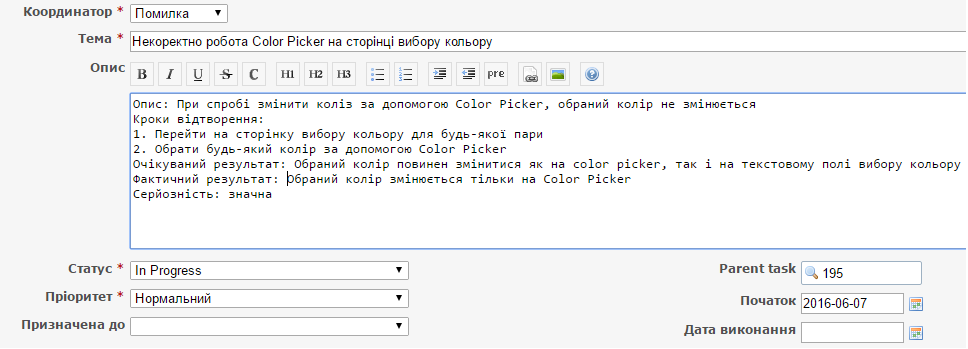 Координатор * Помилка
Тема * Некоректно робота Color Picker на сторінці вибору кольору
Опис B I U S C H1 H2 H3 pre
Опис: При спробі змінити колів за допомогою Color Picker, обраний колір не змінюється
Кроки відтворення:
1. Перейти на сторінку вибору кольору для будь-якої пари
2. Обрати будь-який колір за допомогою Color Picker
Очікуваний результат: Обраний колір повинен змінитися як на color picker, так і на текстовому полі вибору кольору
Фактичний результат: Обраний колір змінюється тільки на Color Picker
Серйозність: значна
Статус * In Progress
Parent task 195
Пріоритет * Нормальний
Початок 2016-06-07
Призначена до
Дата виконання